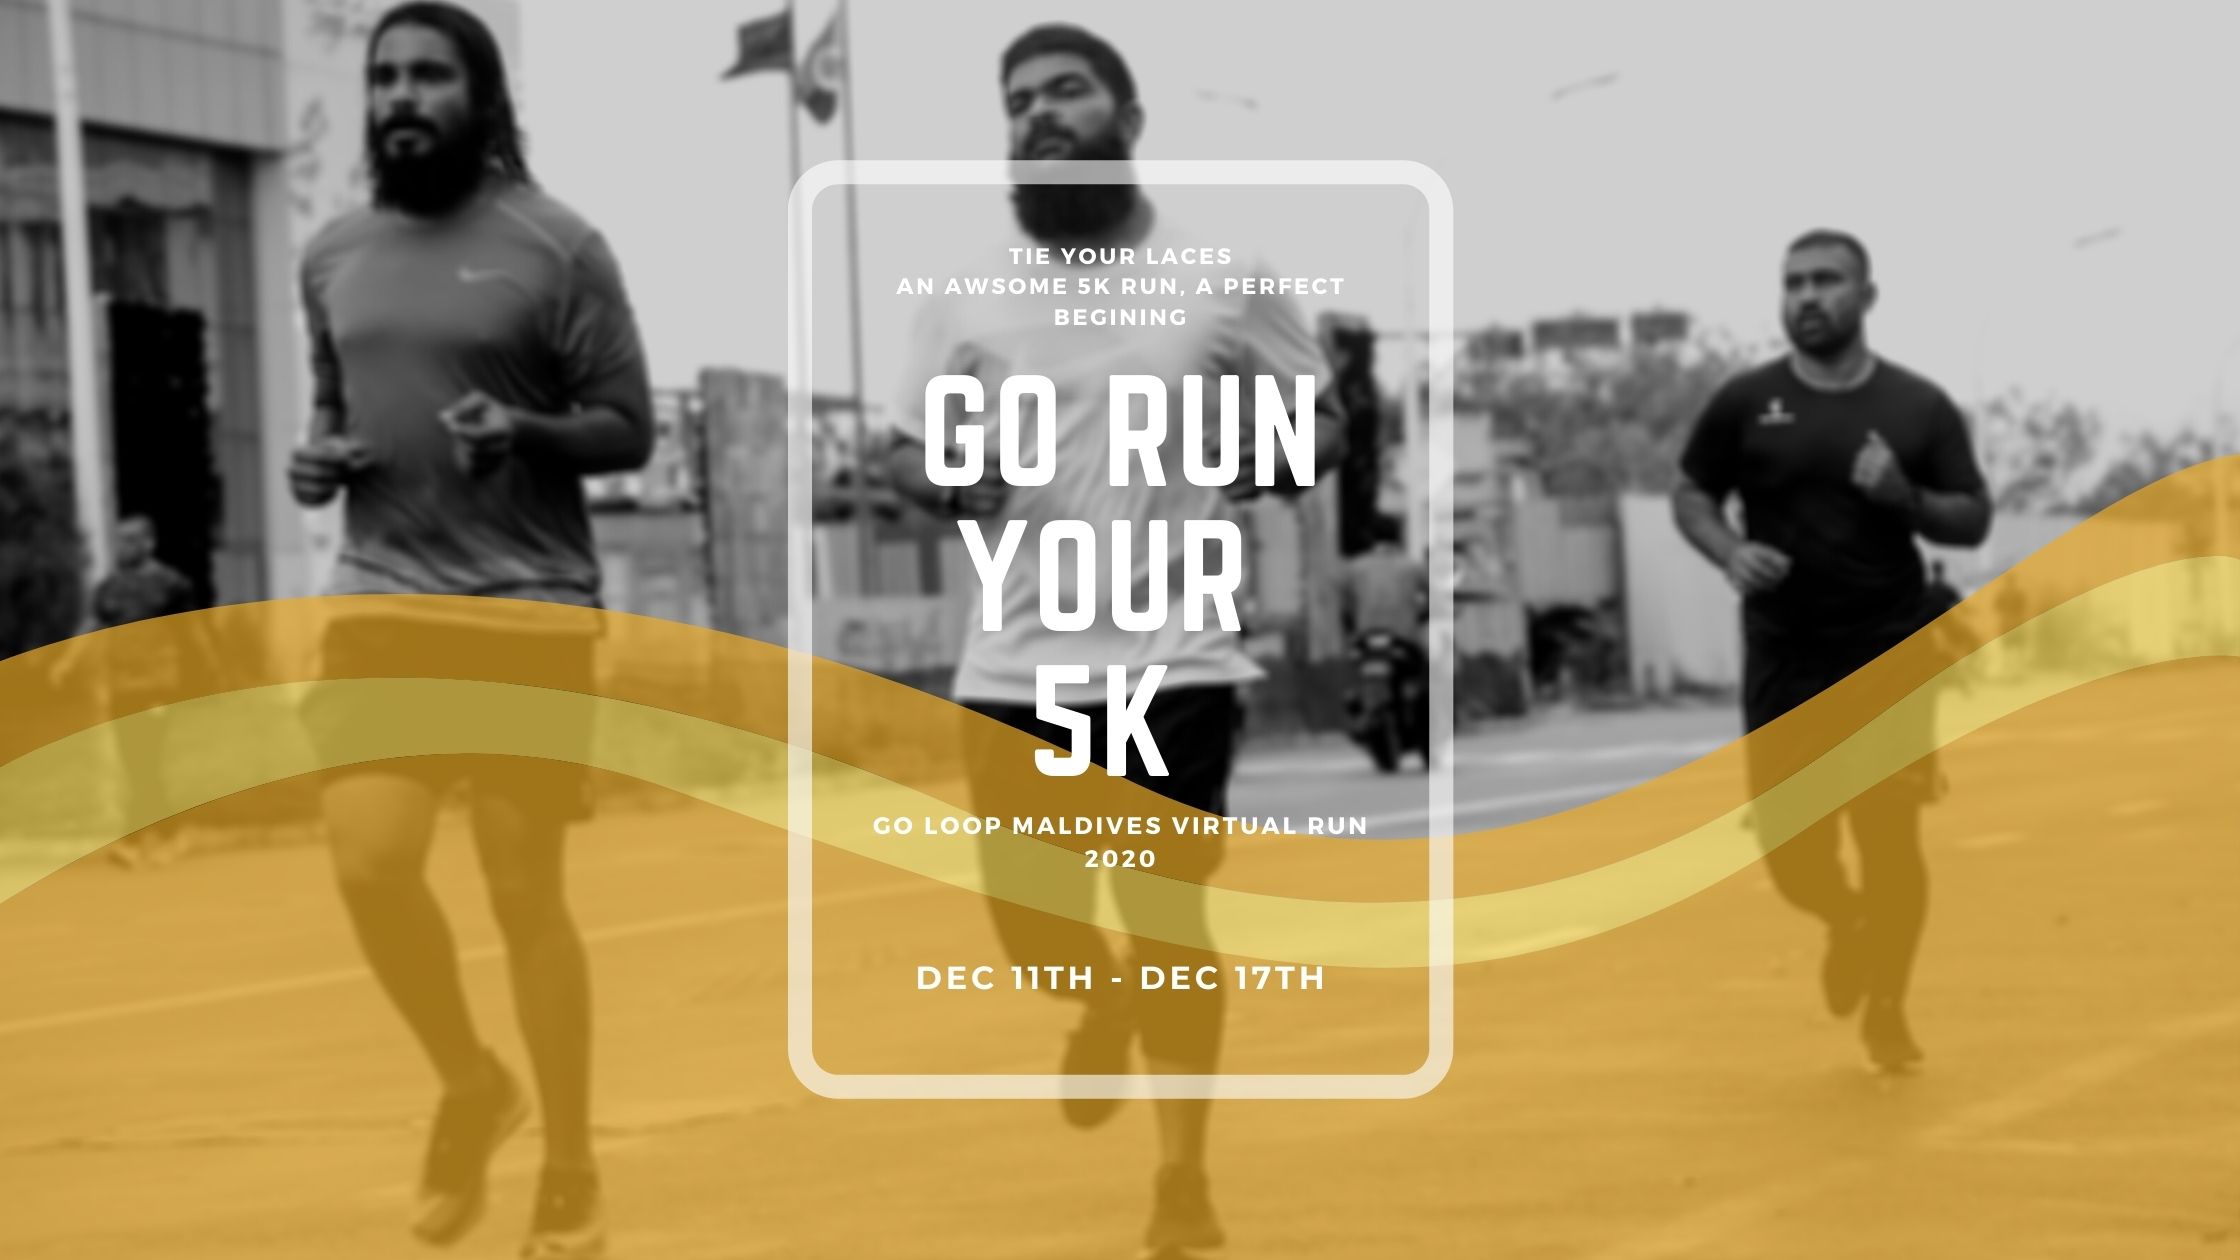 TIE YOUR LACES
AN AWSOME 5K RUN, A PERFECT
BEGINING
GO RUN
YOUR
5K
GO LOOP MALDIVES VIRTUAL RUN
2020
DEC 11TH - DEC 17TH